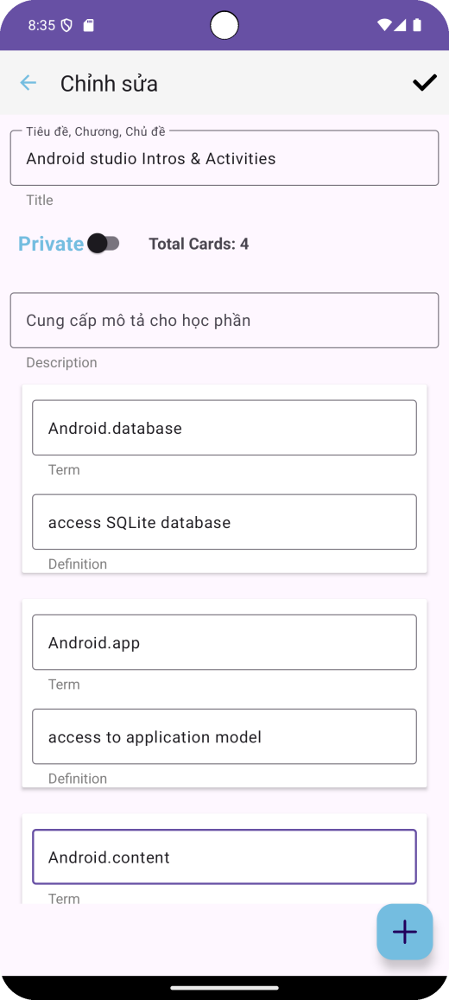 8:35
Chỉnh sửa
Tiêu đề, Chương, Chủ đề
Android studio Intros & Activities
Title
Private Total Cards: 4
Cung cấp mô tả cho học phần
Description
Android.database
Term
access SQLite database
Definition
Android.app
Term
access to application model
Definition
Android.content
Term